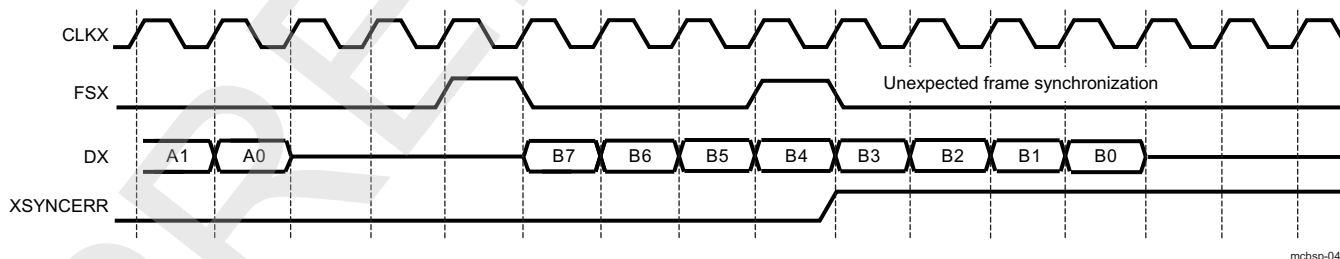 CLKX
FSX
Unexpected frame synchronization
DX
A1 A0 B7 B6 B5 B4 B3 B2 B1 B0
XSYNCERR
mcbsp-04